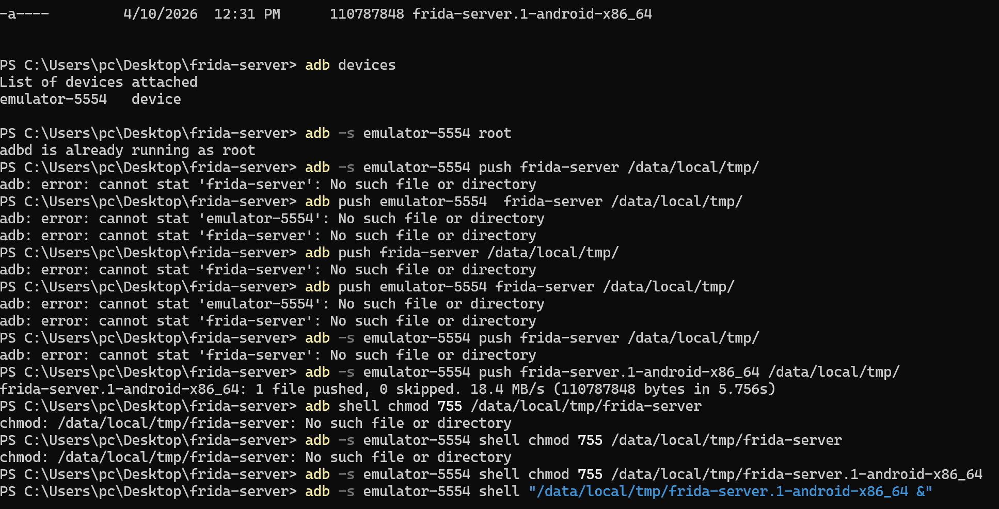 -a----         4/10/2026  12:31 PM      110787848 frida-server.1-android-x86_64
PS C:\Users\pc\Desktop\frida-server> adb devices
List of devices attached
emulator-5554   device
PS C:\Users\pc\Desktop\frida-server> adb -s emulator-5554 root
adbd is already running as root
PS C:\Users\pc\Desktop\frida-server> adb -s emulator-5554 push frida-server /data/local/tmp/
adb: error: cannot stat 'frida-server': No such file or directory
PS C:\Users\pc\Desktop\frida-server> adb push emulator-5554  frida-server /data/local/tmp/
adb: error: cannot stat 'emulator-5554': No such file or directory
adb: error: cannot stat 'frida-server': No such file or directory
PS C:\Users\pc\Desktop\frida-server> adb push frida-server /data/local/tmp/
adb: error: cannot stat 'frida-server': No such file or directory
PS C:\Users\pc\Desktop\frida-server> adb push emulator-5554 frida-server /data/local/tmp/
adb: error: cannot stat 'emulator-5554': No such file or directory
adb: error: cannot stat 'frida-server': No such file or directory
PS C:\Users\pc\Desktop\frida-server> adb -s emulator-5554 push frida-server /data/local/tmp/
adb: error: cannot stat 'frida-server': No such file or directory
PS C:\Users\pc\Desktop\frida-server> adb -s emulator-5554 push frida-server.1-android-x86_64 /data/local/tmp/
frida-server.1-android-x86_64: 1 file pushed, 0 skipped. 18.4 MB/s (110787848 bytes in 5.756s)
PS C:\Users\pc\Desktop\frida-server> adb shell chmod 755 /data/local/tmp/frida-server
chmod: /data/local/tmp/frida-server: No such file or directory
PS C:\Users\pc\Desktop\frida-server> adb -s emulator-5554 shell chmod 755 /data/local/tmp/frida-server
chmod: /data/local/tmp/frida-server: No such file or directory
PS C:\Users\pc\Desktop\frida-server> adb -s emulator-5554 shell chmod 755 /data/local/tmp/frida-server.1-android-x86_64
PS C:\Users\pc\Desktop\frida-server> adb -s emulator-5554 shell "/data/local/tmp/frida-server.1-android-x86_64 &"